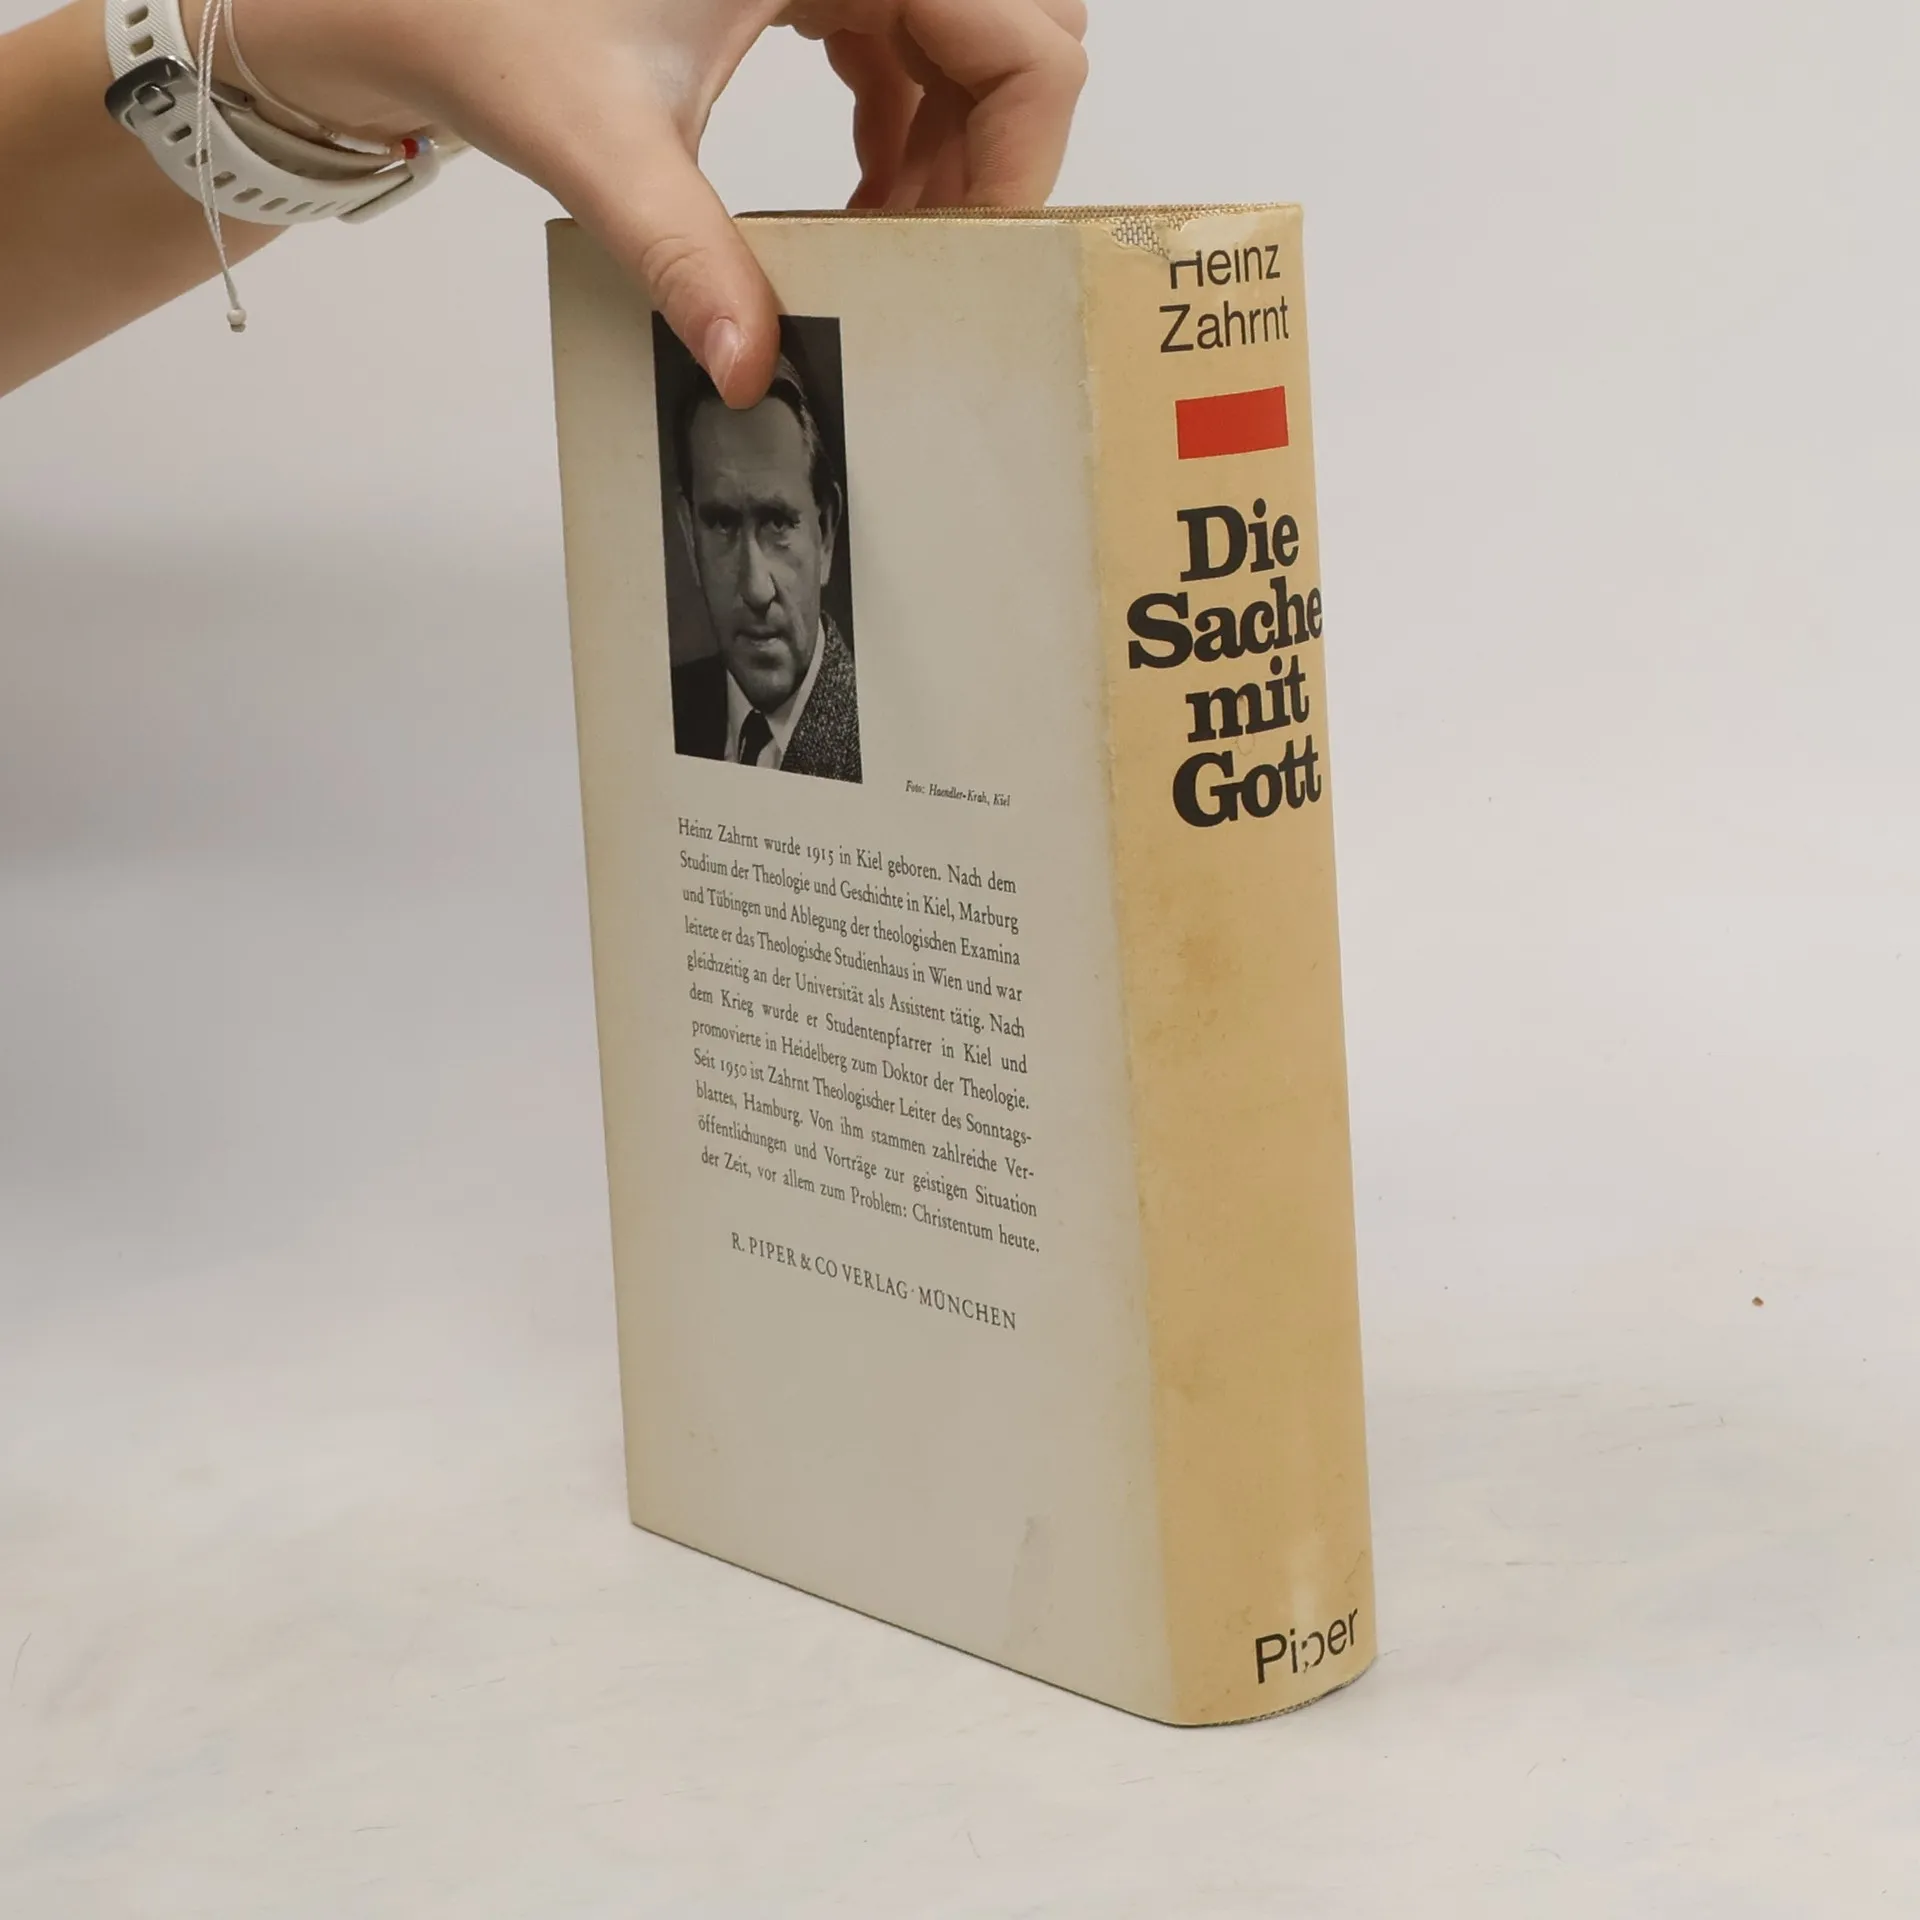 Foto: Haendler-Krah, Kiel
Heinz Zahrnt wurde 1915 in Kiel geboren. Nach dem
Studium der Theologie und Geschichte in Kiel, Marburg
und Tübingen und Ablegung der theologischen Examina
leitete er das Theologische Studienhaus in Wien und war
gleichzeitig an der Universität als Assistent tätig. Nach
dem Krieg wurde er Studentenpfarrer in Kiel und
promovierte in Heidelberg zum Doktor der Theologie.
Seit 1950 ist Zahrnt Theologischer Leiter des Sonntags-
blattes, Hamburg. Von ihm stammen zahlreiche Ver-
öffentlichungen und Vorträge zur geistigen Situation
der Zeit, vor allem zum Problem: Christentum heute.
R. PIPER & CO VERLAG · MÜNCHEN
Heinz
Zahrnt
Die
Sache
mit
Gott
Piper